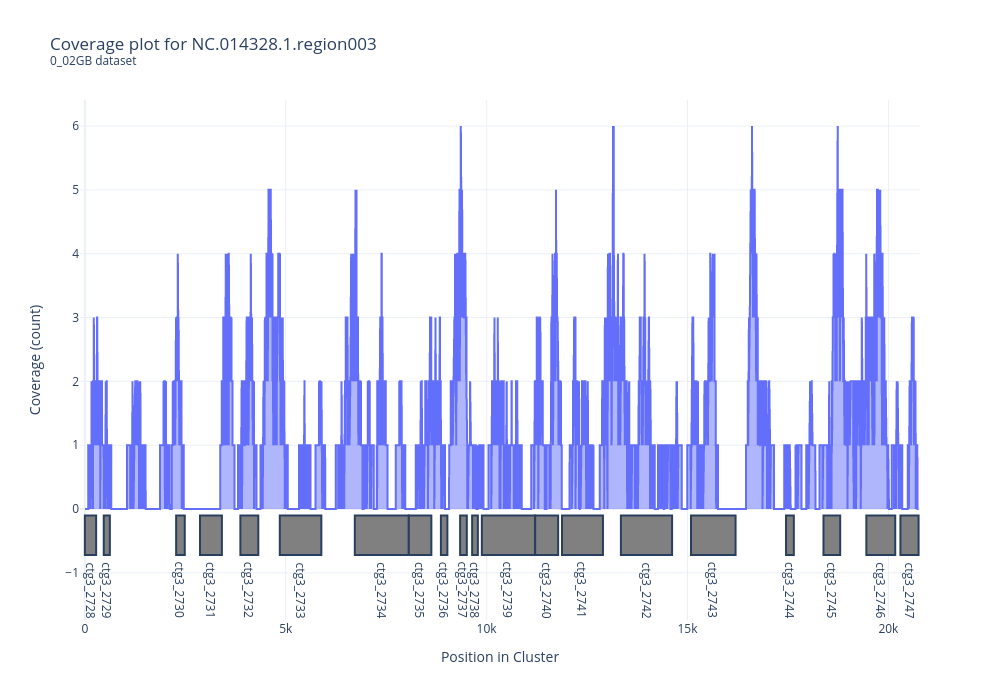 Coverage plot for NC.014328.1.region003
0_02GB dataset
Coverage (count)
6
5
4
3
2
1
0
−1
ctg3_2728
ctg3_2729
ctg3_2730
ctg3_2731
ctg3_2732
ctg3_2733
ctg3_2734
ctg3_2735
ctg3_2736
ctg3_2737
ctg3_2738
ctg3_2739
ctg3_2740
ctg3_2741
ctg3_2742
ctg3_2743
ctg3_2744
ctg3_2745
ctg3_2746
ctg3_2747
0 5k 10k 15k 20k
Position in Cluster